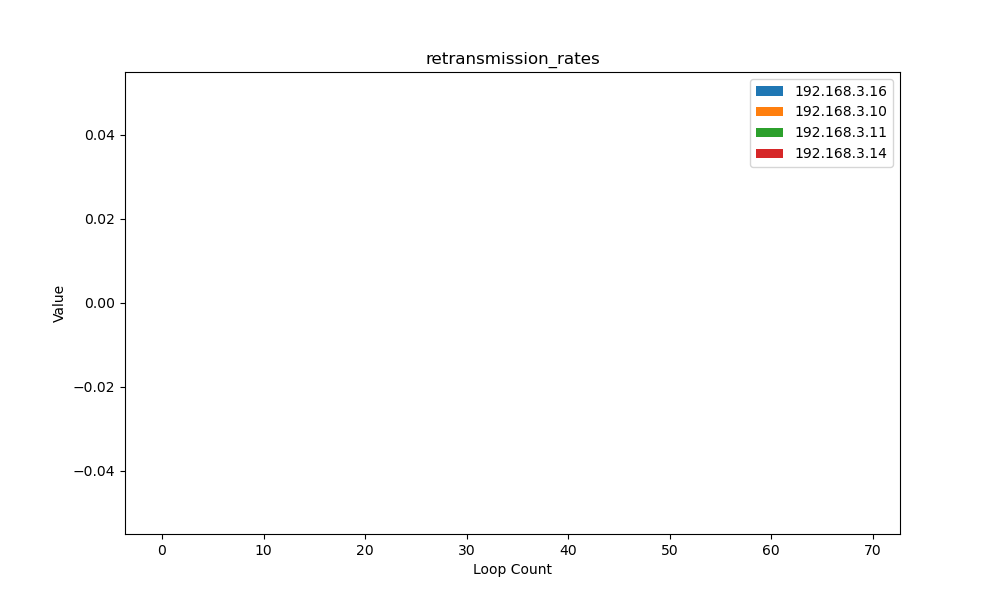 retransmission_rates
192.168.3.16
192.168.3.10
192.168.3.11
192.168.3.14
0.04
0.02
0.00
−0.02
−0.04
Value
0 10 20 30 40 50 60 70
Loop Count